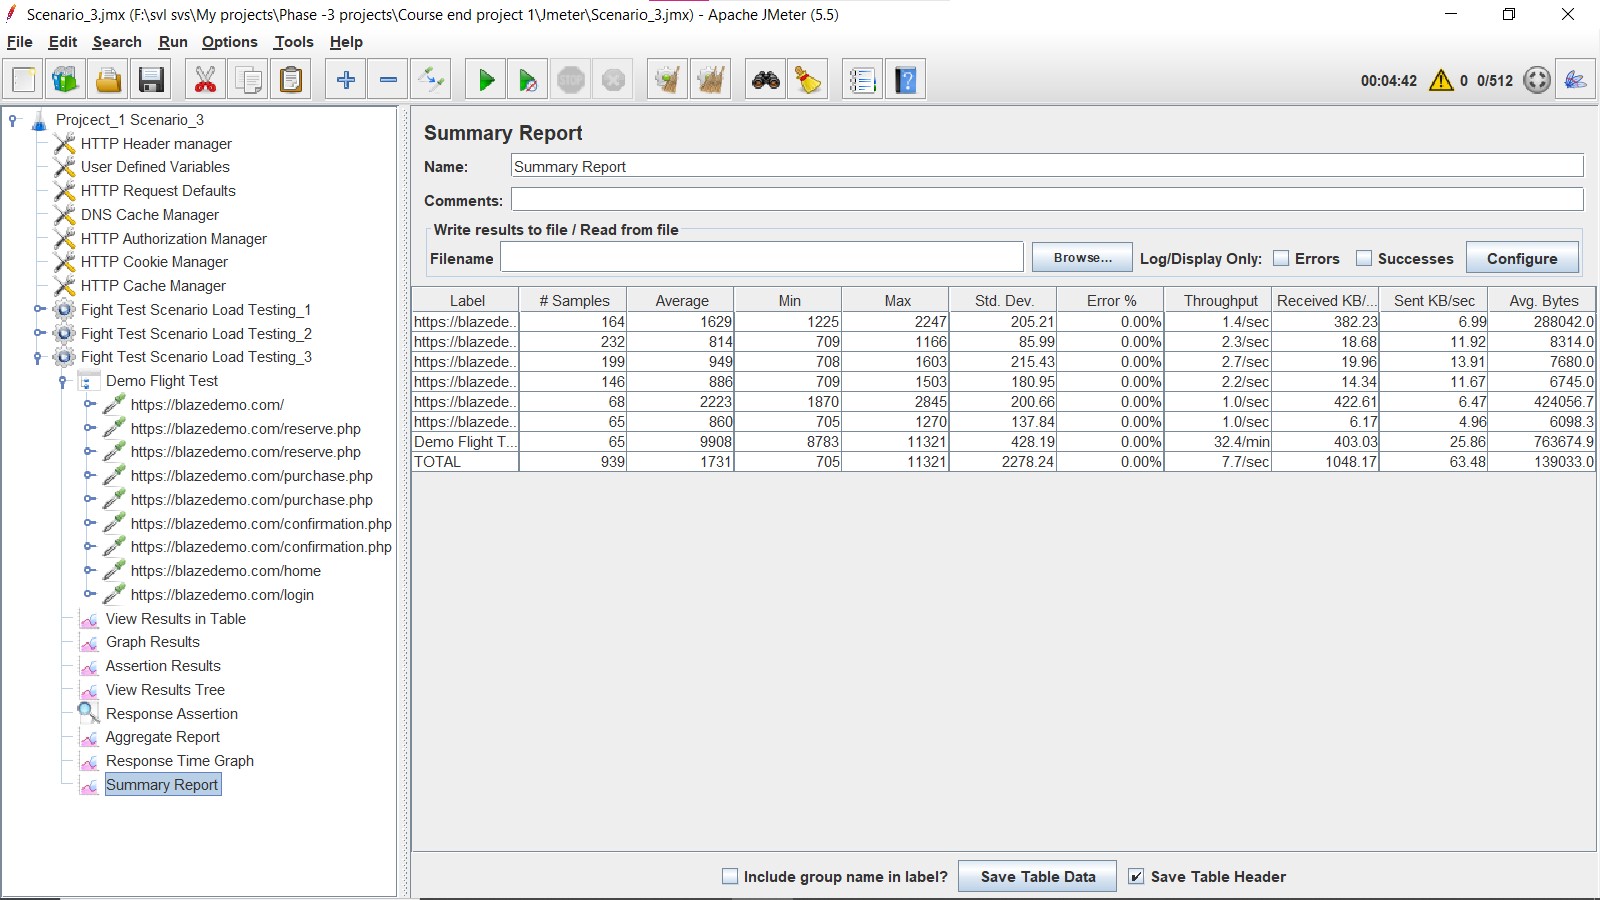 Scenario_3.jmx (F:\svl svs\My projects\Phase -3 projects\Course end project 1\Jmeter\Scenario_3.jmx) - Apache JMeter (5.5)
File Edit Search Run Options Tools Help
STOP
00:04:42 0 0/512
Projcect_1 Scenario_3
HTTP Header manager
User Defined Variables
HTTP Request Defaults
DNS Cache Manager
HTTP Authorization Manager
HTTP Cookie Manager
HTTP Cache Manager
Fight Test Scenario Load Testing_1
Fight Test Scenario Load Testing_2
Fight Test Scenario Load Testing_3
Demo Flight Test
https://blazedemo.com/
https://blazedemo.com/reserve.php
https://blazedemo.com/reserve.php
https://blazedemo.com/purchase.php
https://blazedemo.com/purchase.php
https://blazedemo.com/confirmation.php
https://blazedemo.com/confirmation.php
https://blazedemo.com/home
https://blazedemo.com/login
View Results in Table
Graph Results
Assertion Results
View Results Tree
Response Assertion
Aggregate Report
Response Time Graph
Summary Report
Summary Report
Name: Summary Report
Comments:
Write results to file / Read from file
Filename Browse... Log/Display Only: Errors Successes Configure
Label # Samples Average Min Max Std. Dev. Error % Throughput Received KB/... Sent KB/sec Avg. Bytes
https://blazede... 164 1629 1225 2247 205.21 0.00% 1.4/sec 382.23 6.99 288042.0
https://blazede... 232 814 709 1166 85.99 0.00% 2.3/sec 18.68 11.92 8314.0
https://blazede... 199 949 708 1603 215.43 0.00% 2.7/sec 19.96 13.91 7680.0
https://blazede... 146 886 709 1503 180.95 0.00% 2.2/sec 14.34 11.67 6745.0
https://blazede... 68 2223 1870 2845 200.66 0.00% 1.0/sec 422.61 6.47 424056.7
https://blazede... 65 860 705 1270 137.84 0.00% 1.0/sec 6.17 4.96 6098.3
Demo Flight T... 65 9908 8783 11321 428.19 0.00% 32.4/min 403.03 25.86 763674.9
TOTAL 939 1731 705 11321 2278.24 0.00% 7.7/sec 1048.17 63.48 139033.0
Include group name in label? Save Table Data Save Table Header